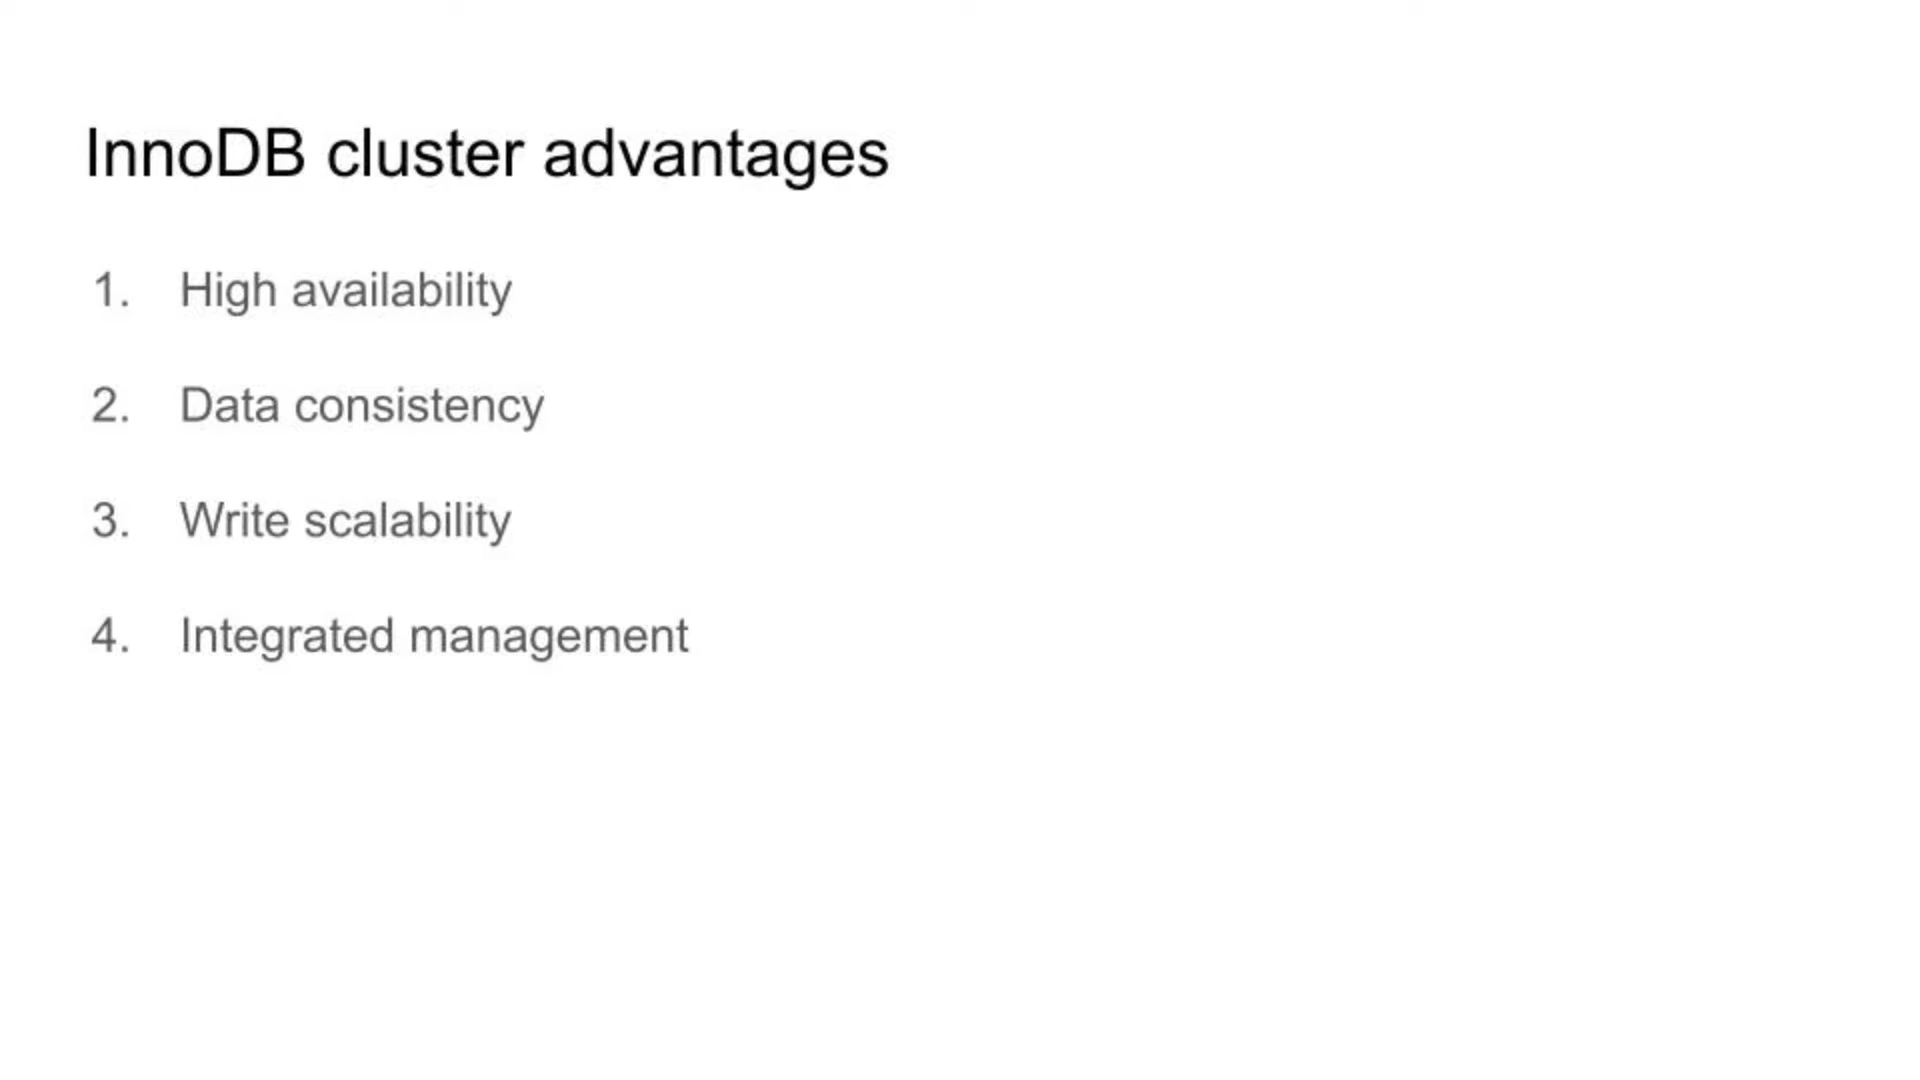 InnoDB cluster advantages
1. High availability
2. Data consistency
3. Write scalability
4. Integrated management